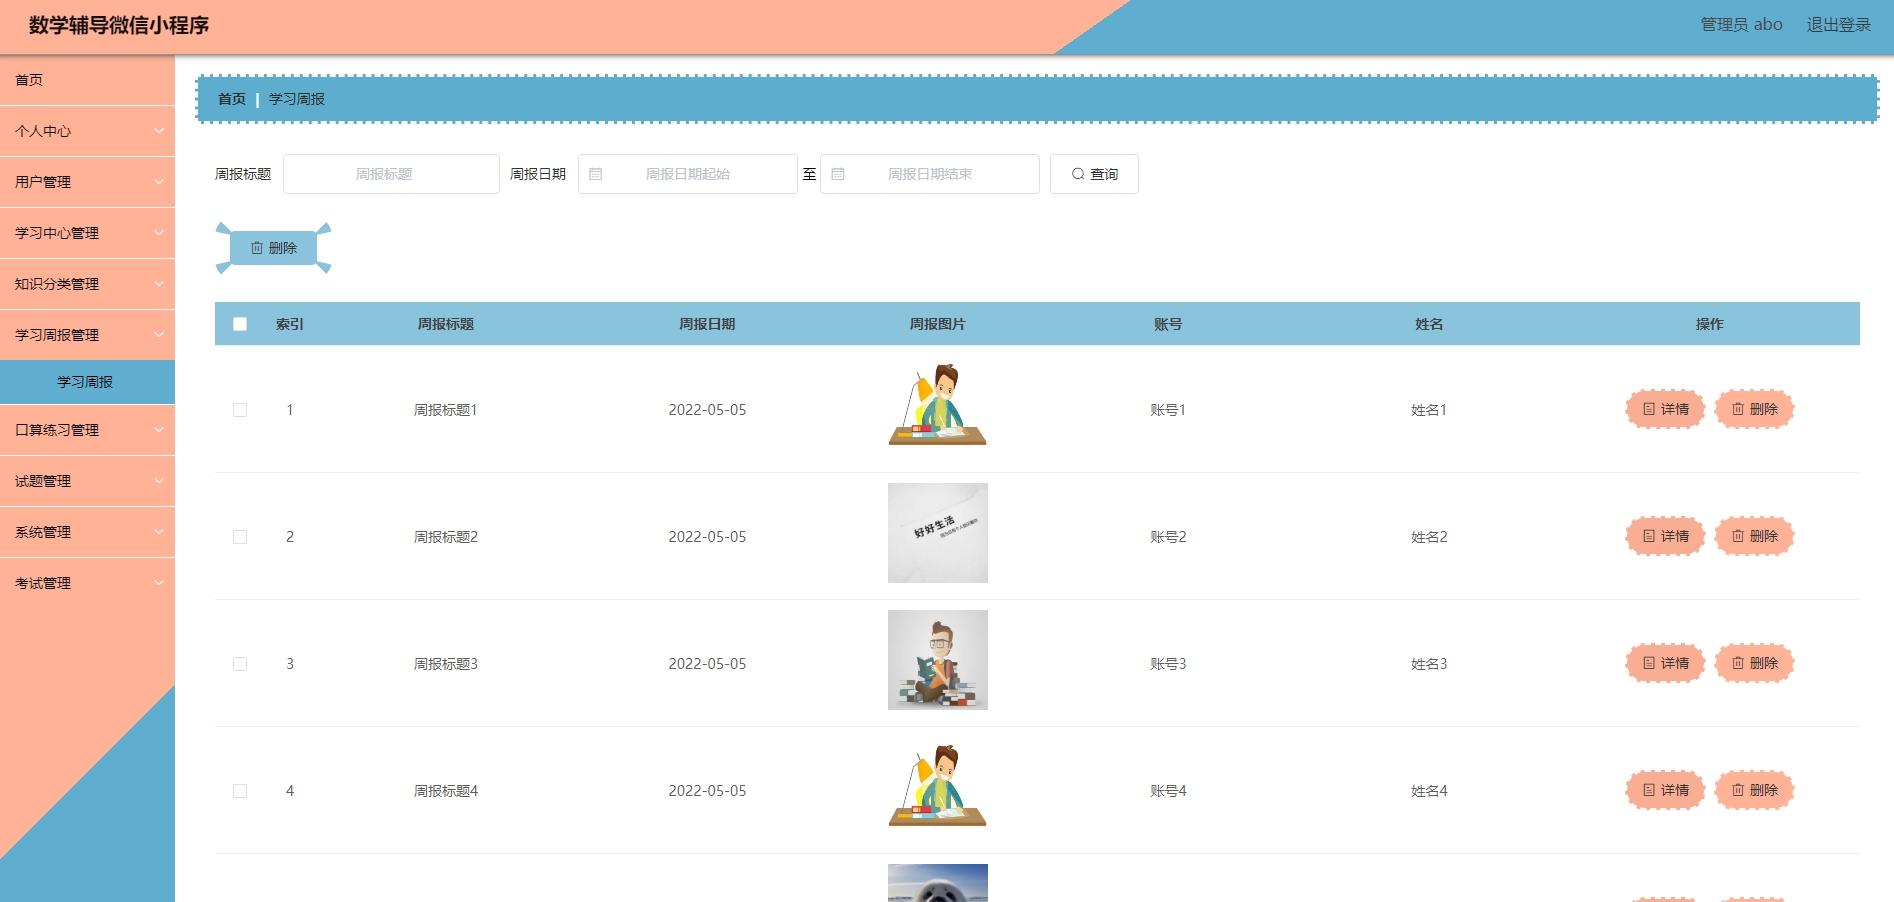 数学辅导微信小程序
管理员 abo 退出登录
首页
个人中心
用户管理
学习中心管理
知识分类管理
学习周报管理
学习周报
口算练习管理
试题管理
系统管理
考试管理
首页 | 学习周报
周报标题 周报标题 周报日期 周报日期起始 至 周报日期结束 查询
删除
索引 周报标题 周报日期 周报图片 账号 姓名 操作
1 周报标题1 2022-05-05 账号1 姓名1 详情 删除
好好生活
2 周报标题2 2022-05-05 账号2 姓名2 详情 删除
3 周报标题3 2022-05-05 账号3 姓名3 详情 删除
4 周报标题4 2022-05-05 账号4 姓名4 详情 删除